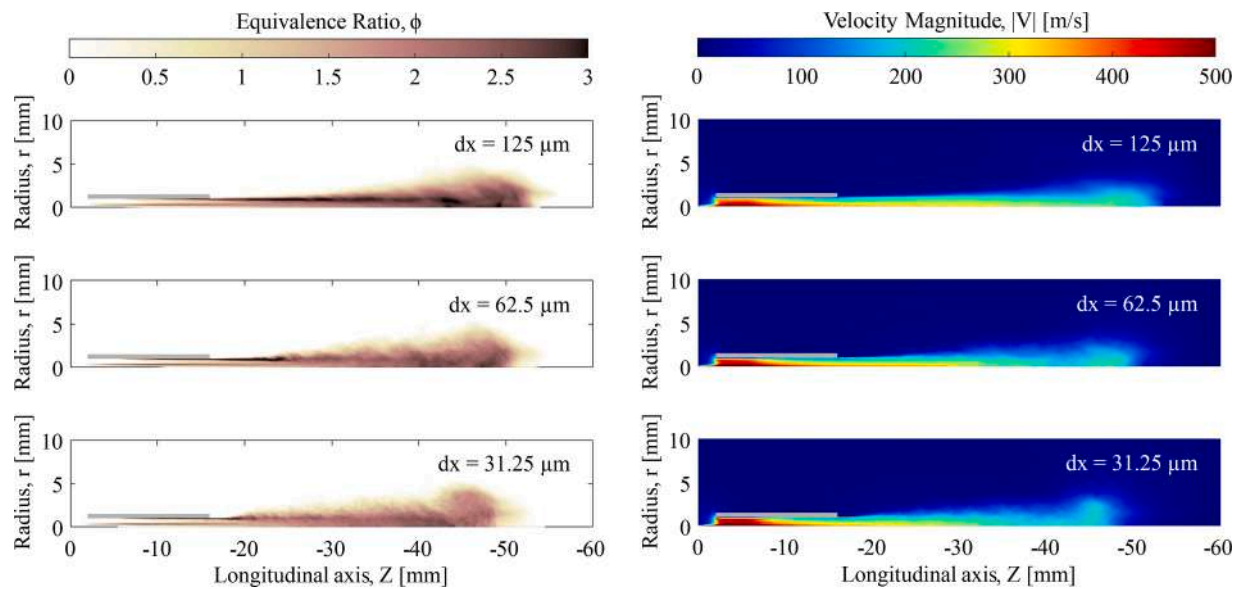 Equivalence Ratio, ϕ
0 0.5 1 1.5 2 2.5 3
Velocity Magnitude, |V| [m/s]
0 100 200 300 400 500
Radius, r [mm]
10
5
0
dx = 125 µm
Radius, r [mm]
10
5
0
dx = 125 µm
Radius, r [mm]
10
5
0
dx = 62.5 µm
Radius, r [mm]
10
5
0
dx = 62.5 µm
Radius, r [mm]
10
5
0
dx = 31.25 µm
0 -10 -20 -30 -40 -50 -60
Longitudinal axis, Z [mm]
Radius, r [mm]
10
5
0
dx = 31.25 µm
0 -10 -20 -30 -40 -50 -60
Longitudinal axis, Z [mm]